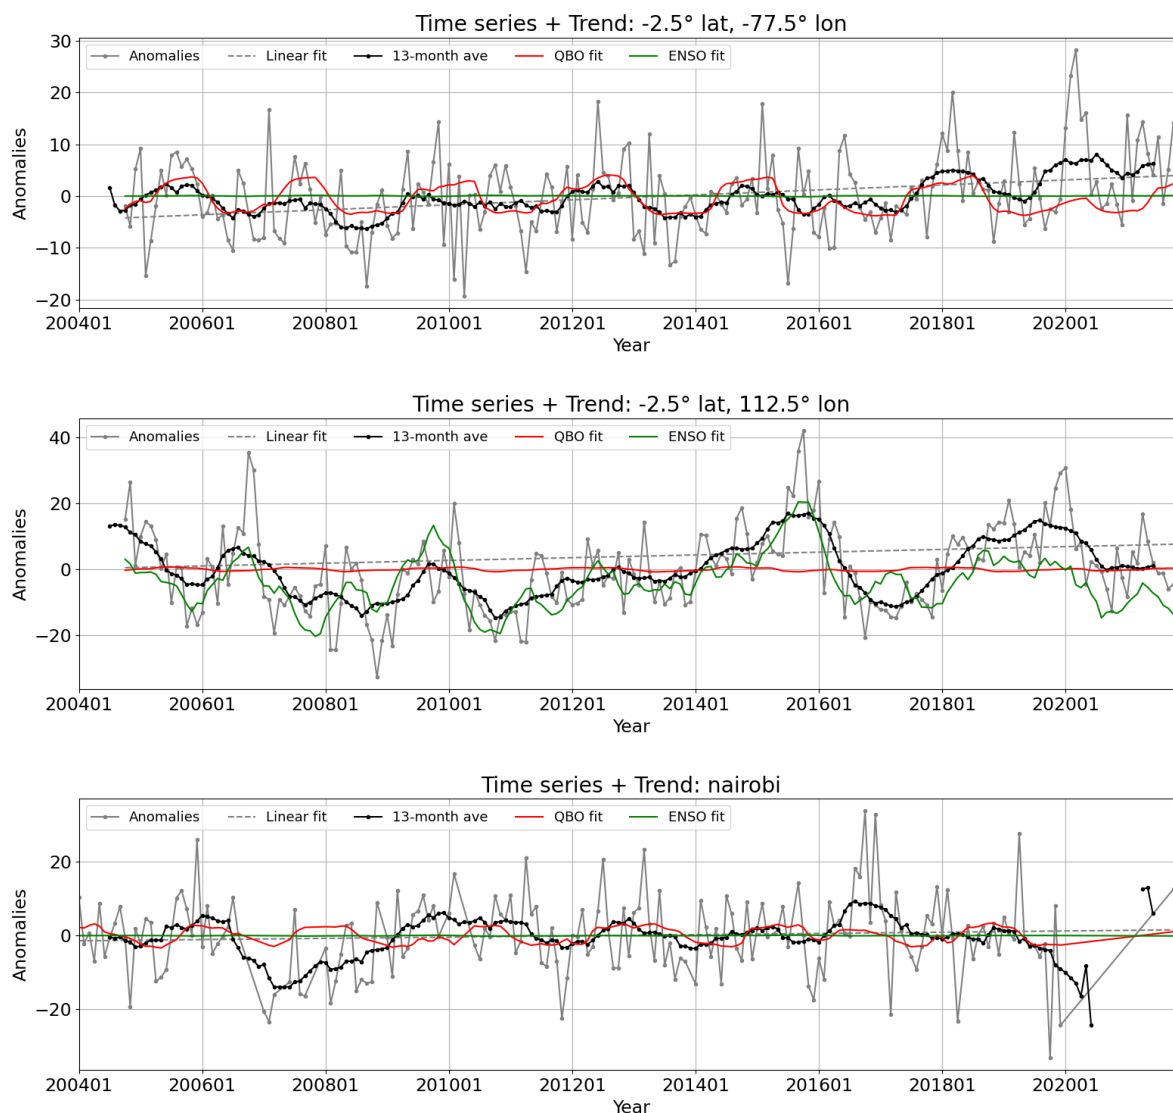 Time series + Trend: -2.5° lat, -77.5° lon
Anomalies Linear fit 13-month ave QBO fit ENSO fit
30
20
10
0
−10
−20
Anomalies
200401 200601 200801 201001 201201 201401 201601 201801 202001
Year
Time series + Trend: -2.5° lat, 112.5° lon
Anomalies Linear fit 13-month ave QBO fit ENSO fit
40
20
0
−20
Anomalies
200401 200601 200801 201001 201201 201401 201601 201801 202001
Year
Time series + Trend: nairobi
Anomalies Linear fit 13-month ave QBO fit ENSO fit
20
0
−20
Anomalies
200401 200601 200801 201001 201201 201401 201601 201801 202001
Year